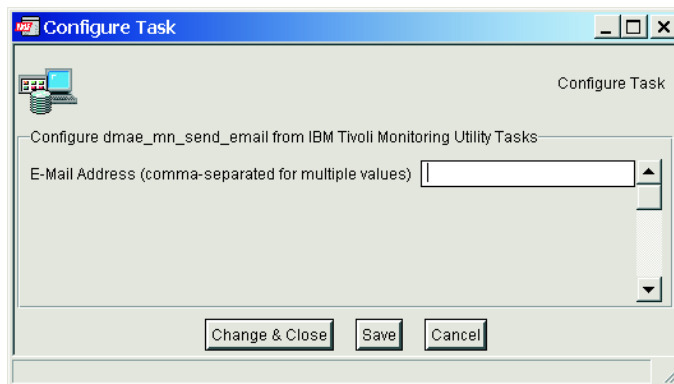 Configure Task
Configure Task
Configure dmae_mn_send_email from IBM Tivoli Monitoring Utility Tasks
E-Mail Address (comma-separated for multiple values)
Change & Close Save Cancel